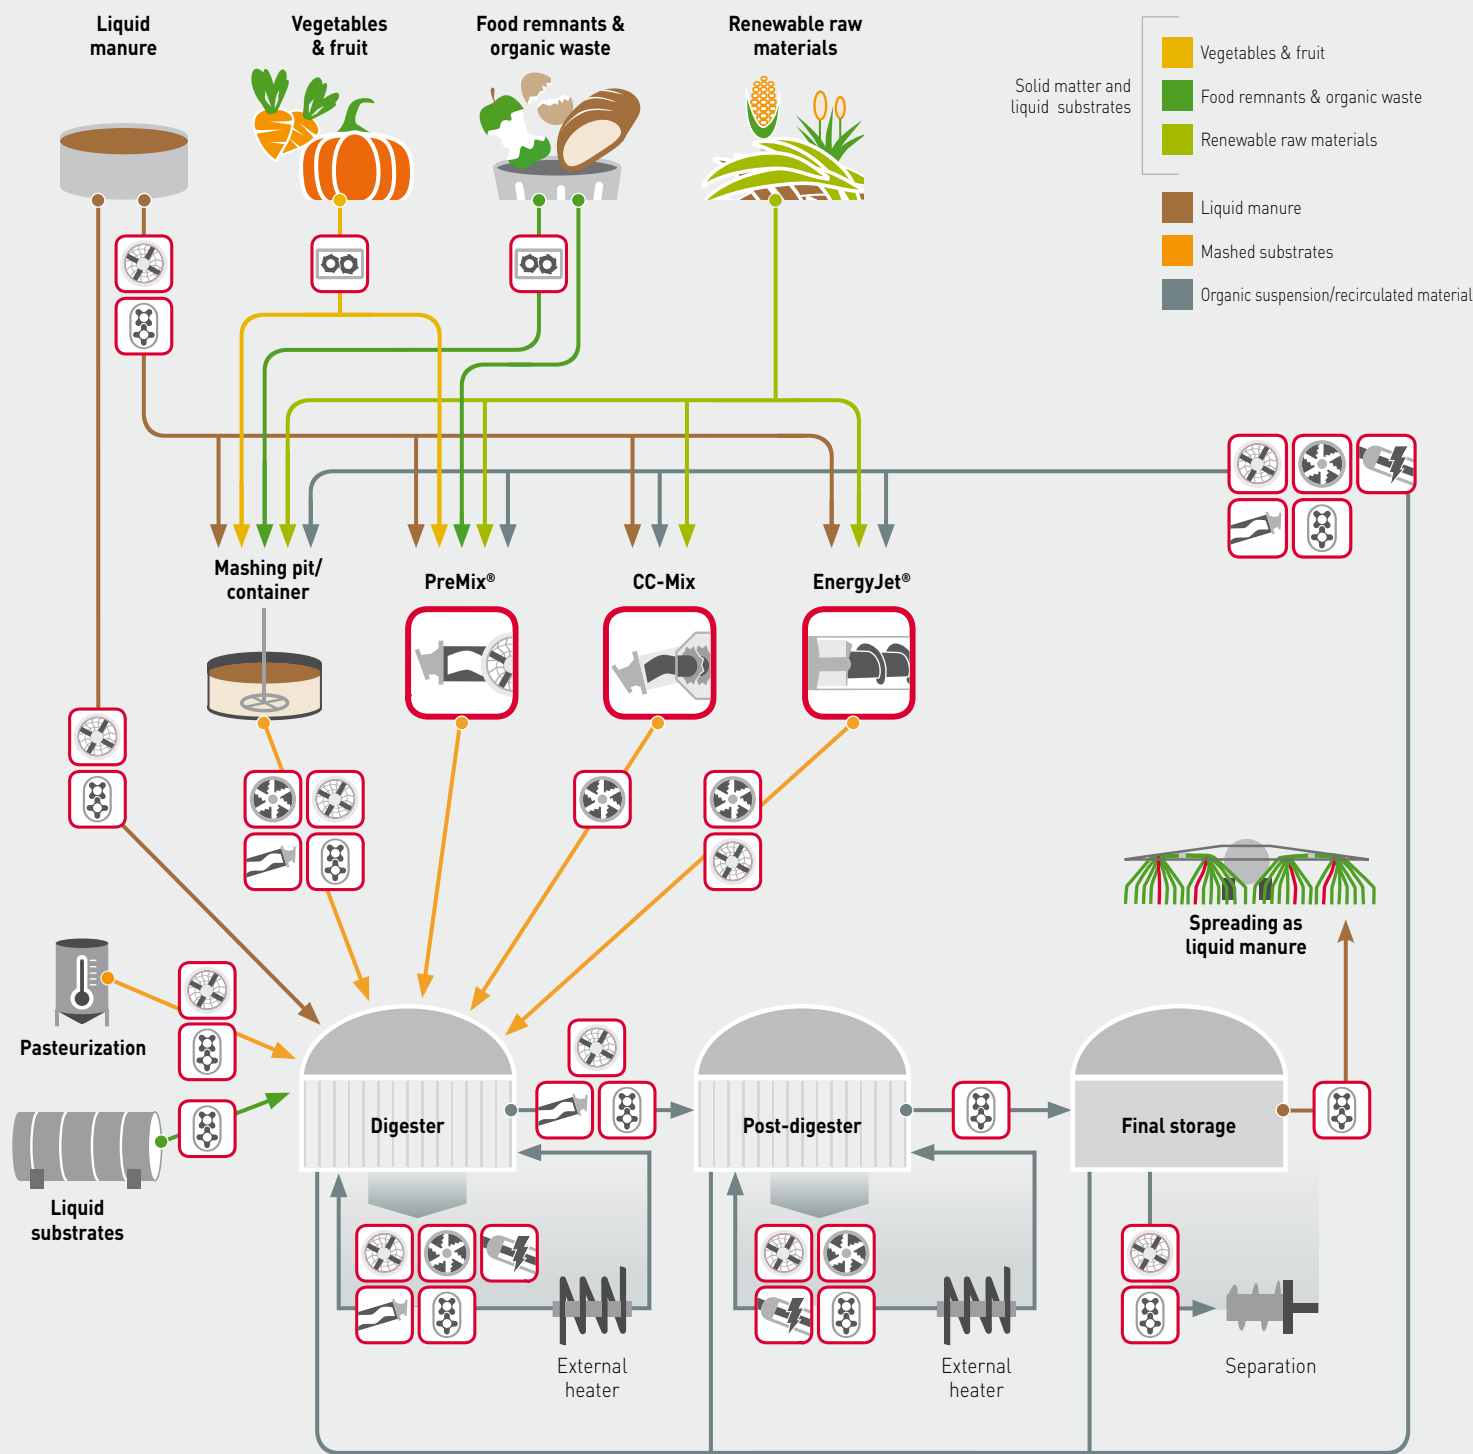 Liquid
manure
Vegetables
& fruit
Food remnants &
organic waste
Renewable raw
materials
Solid matter and
liquid substrates
Vegetables & fruit
Food remnants & organic waste
Renewable raw materials
Liquid manure
Mashed substrates
Organic suspension/recirculated material
Mashing pit/
container
PreMix®
CC-Mix
EnergyJet®
Spreading as
liquid manure
Pasteurization
Liquid
substrates
Digester
Post-digester
Final storage
External
heater
External
heater
Separation